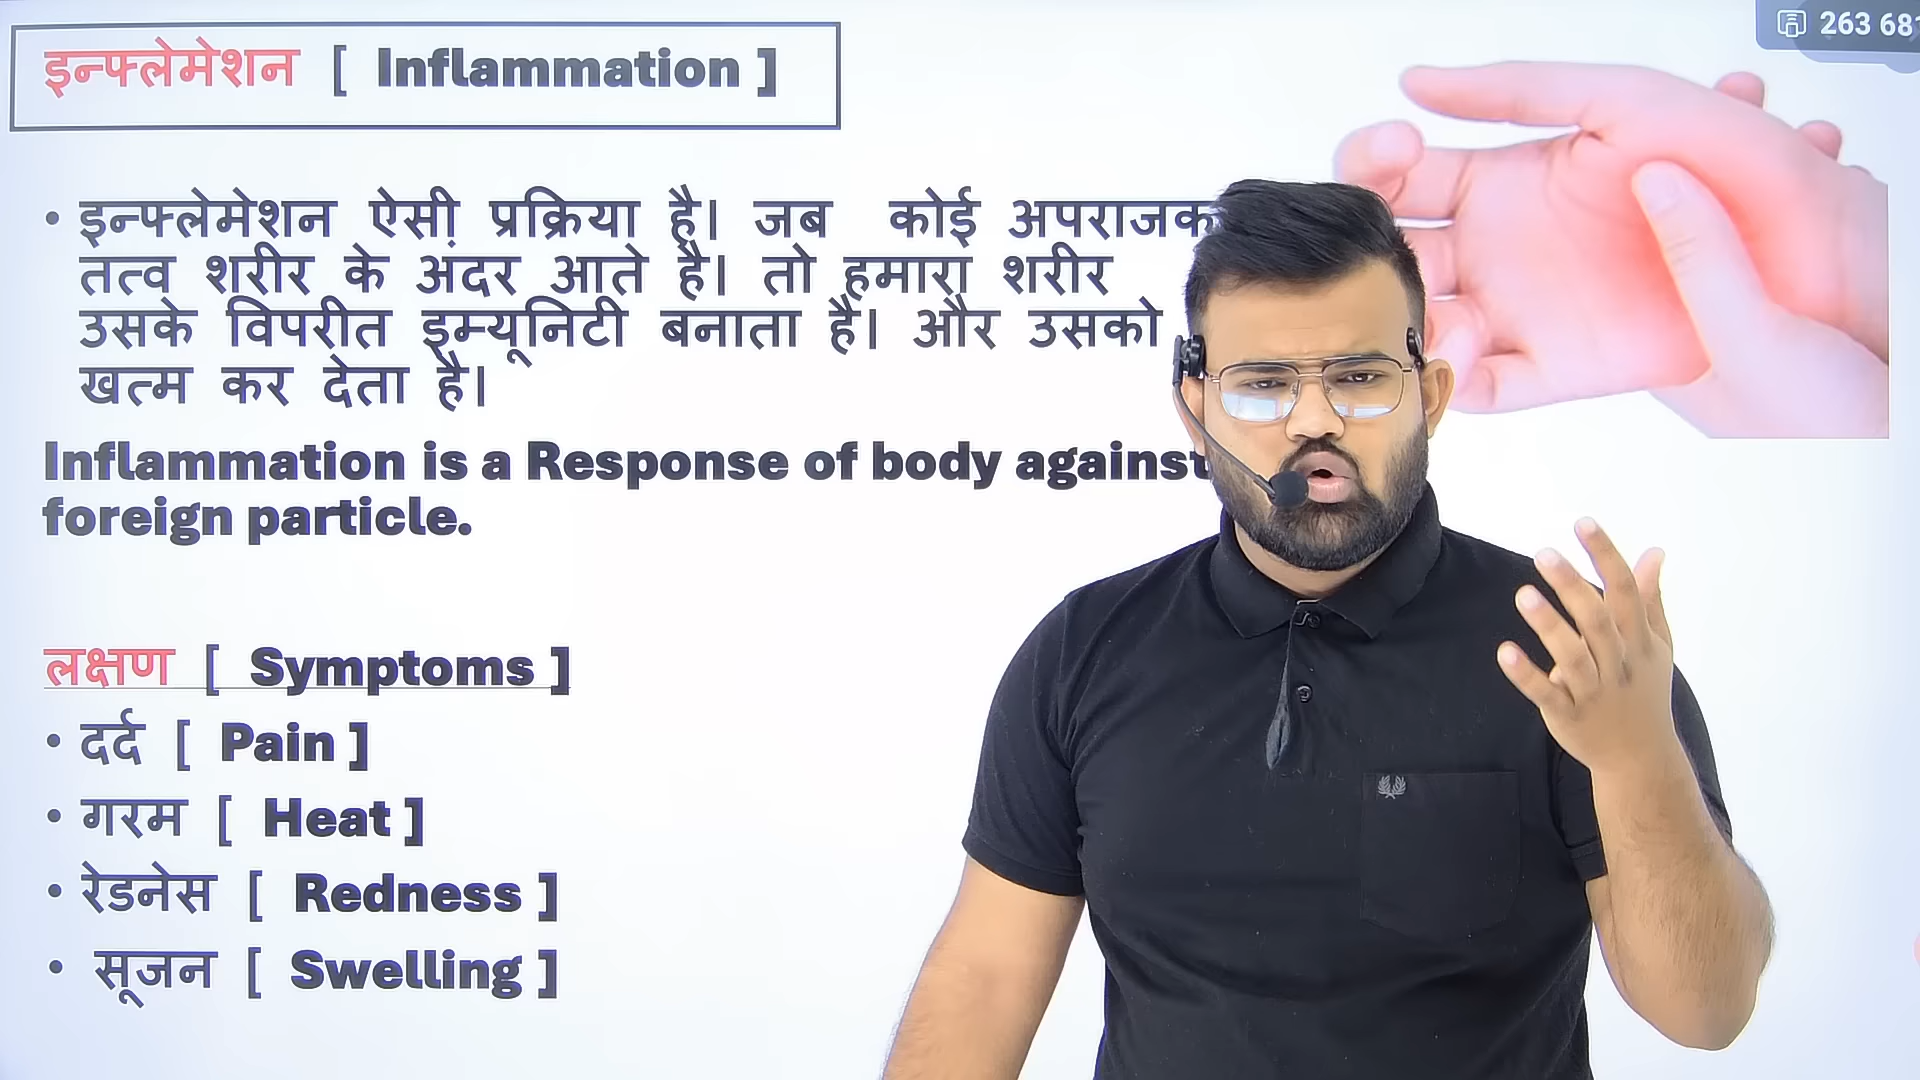 इन्फ्लेमेशन [ Inflammation ]
263 68
• इन्फ्लेमेशन ऐसी प्रक्रिया है। जब कोई अपराजक
तत्व शरीर के अंदर आते है। तो हमारा शरीर
उसके विपरीत इम्यूनिटी बनाता है। और उसको
खत्म कर देता है।
Inflammation is a Response of body against
foreign particle.
लक्षण [ Symptoms ]
• दर्द [ Pain ]
• गरम [ Heat ]
• रेडनेस [ Redness ]
• सूजन [ Swelling ]